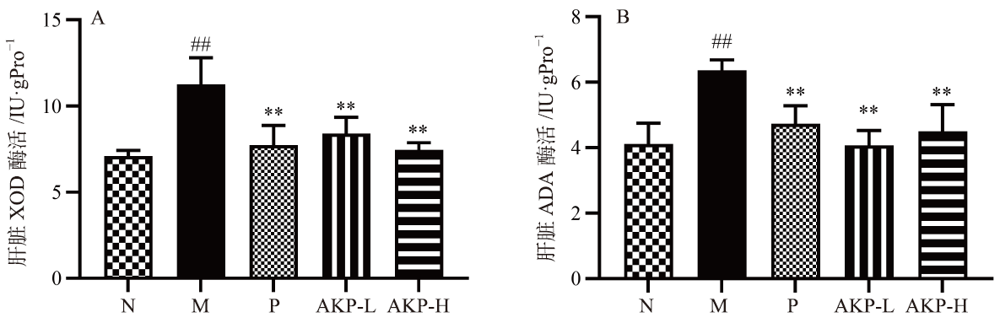 A
肝脏 XOD 酶活 /IU·gPro⁻¹
15
10
5
0
##
**
**
**
N M P AKP-L AKP-H
B
肝脏 ADA 酶活 /IU·gPro⁻¹
8
6
4
2
0
##
**
**
**
N M P AKP-L AKP-H